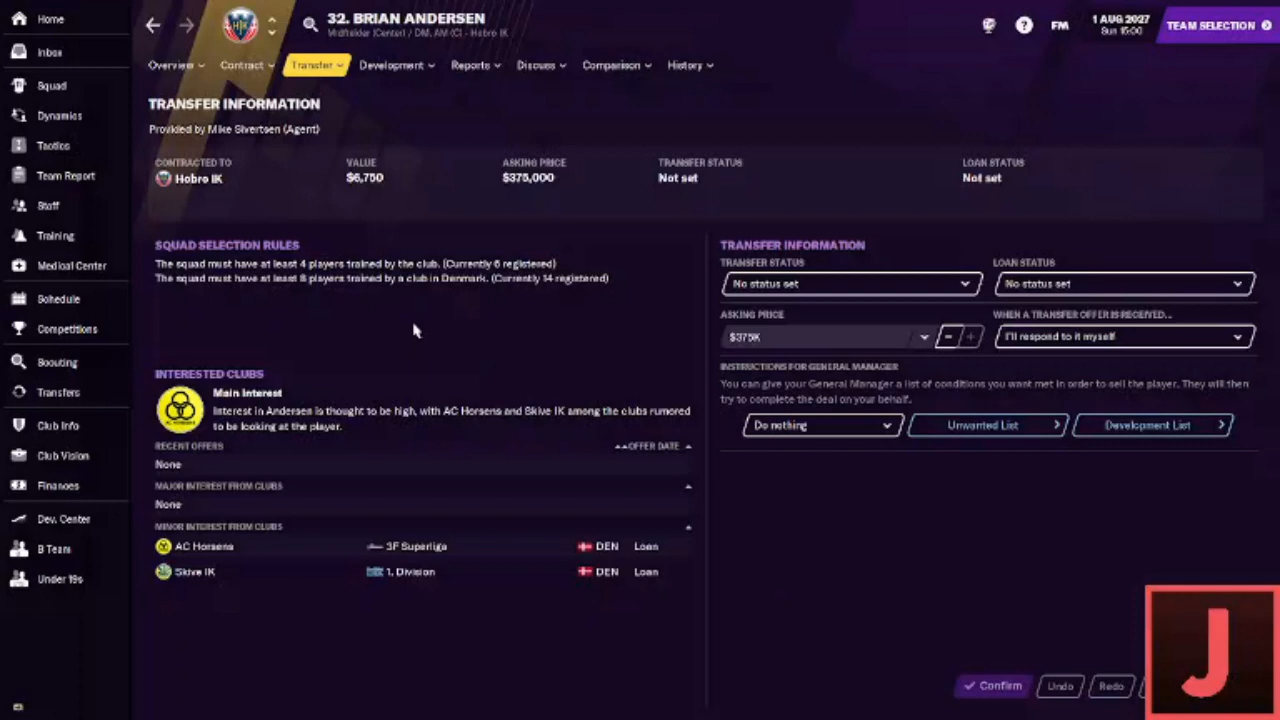 Home
Inbox
Squad
Dynamics
Tactics
Team Report
Staff
Training
Medical Center
Schedule
Competitions
Scouting
Transfers
Club Info
Club Vision
Finances
Dev. Center
B Team
Under 19s
32. BRIAN ANDERSEN
Midfielder (Center) / DM, AM (C) - Hobro IK
FM
1 AUG 2027
Sun 15:00
TEAM SELECTION
Overview
Contract
Transfer
Development
Reports
Discuss
Comparison
History
TRANSFER INFORMATION
Provided by Mike Sivertsen (Agent)
CONTRACTED TO VALUE ASKING PRICE TRANSFER STATUS LOAN STATUS
Hobro IK $6,750 $375,000 Not set Not set
SQUAD SELECTION RULES
The squad must have at least 4 players trained by the club. (Currently 6 registered)
The squad must have at least 8 players trained by a club in Denmark. (Currently 14 registered)
INTERESTED CLUBS
Main Interest
Interest in Andersen is thought to be high, with AC Horsens and Skive IK among the clubs rumored
to be looking at the player.
RECENT OFFERS OFFER DATE
None
MAJOR INTEREST FROM CLUBS
None
MINOR INTEREST FROM CLUBS
AC Horsens 3F Superliga DEN Loan
Skive IK 1. Division DEN Loan
TRANSFER INFORMATION
TRANSFER STATUS LOAN STATUS
No status set No status set
ASKING PRICE WHEN A TRANSFER OFFER IS RECEIVED...
$375K I'll respond to it myself
INSTRUCTIONS FOR GENERAL MANAGER
You can give your General Manager a list of conditions you want met in order to sell the player. They will then
try to complete the deal on your behalf.
Do nothing Unwanted List Development List
Confirm Undo Redo
J